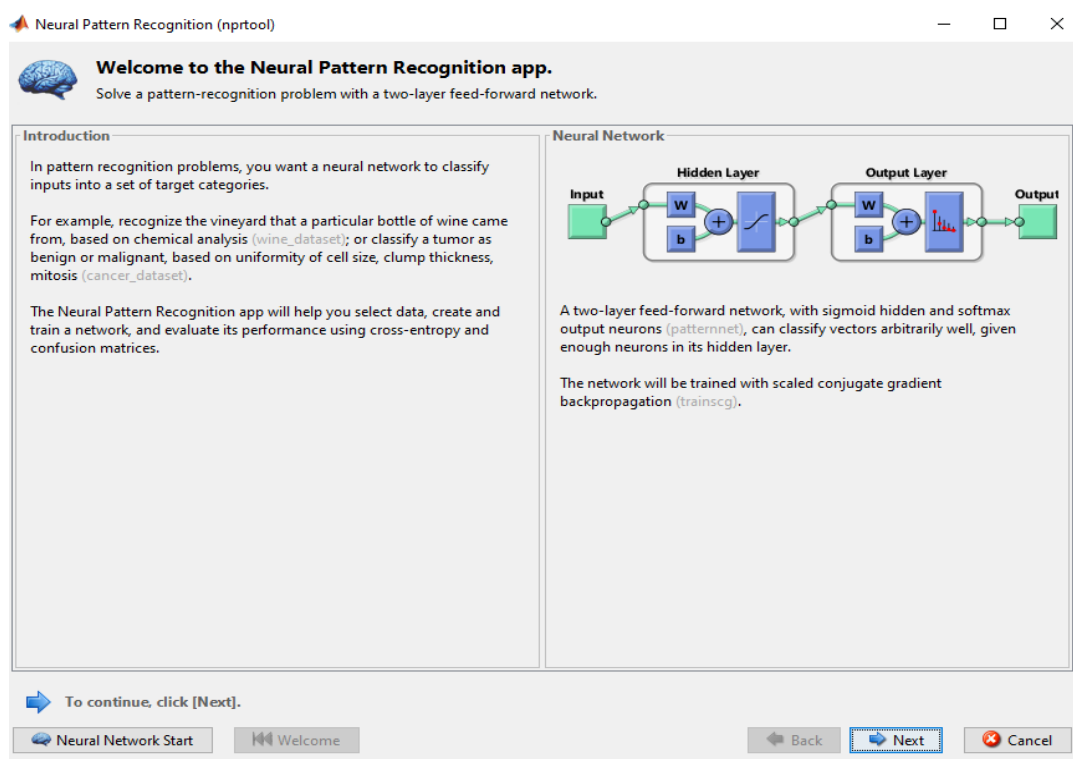 Neural Pattern Recognition (nprtool)
Welcome to the Neural Pattern Recognition app.
Solve a pattern-recognition problem with a two-layer feed-forward network.
Introduction
In pattern recognition problems, you want a neural network to classify
inputs into a set of target categories.
For example, recognize the vineyard that a particular bottle of wine came
from, based on chemical analysis (wine_dataset); or classify a tumor as
benign or malignant, based on uniformity of cell size, clump thickness,
mitosis (cancer_dataset).
The Neural Pattern Recognition app will help you select data, create and
train a network, and evaluate its performance using cross-entropy and
confusion matrices.
Neural Network
Hidden Layer
Output Layer
Input
Output
W
b
W
b
A two-layer feed-forward network, with sigmoid hidden and softmax
output neurons (patternnet), can classify vectors arbitrarily well, given
enough neurons in its hidden layer.
The network will be trained with scaled conjugate gradient
backpropagation (trainscg).
To continue, click [Next].
Neural Network Start
Welcome
Back
Next
Cancel